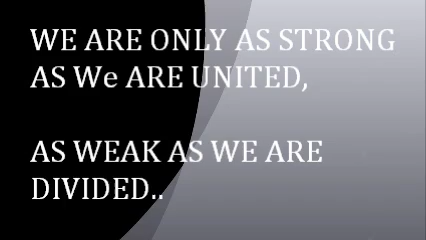 WE ARE ONLY AS STRONG
AS We ARE UNITED,
AS WEAK AS WE ARE
DIVIDED..